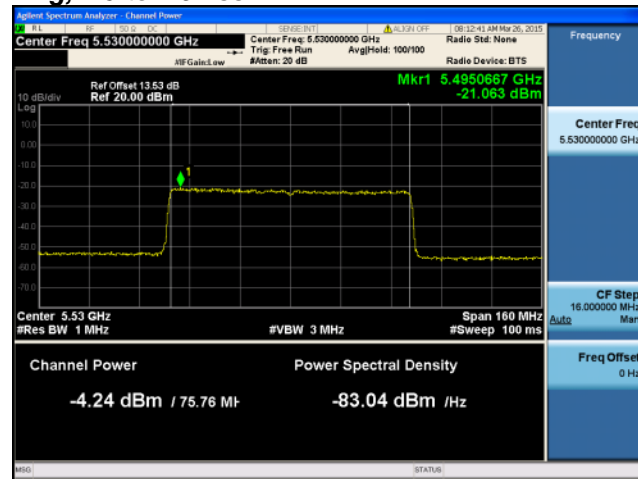 Agilent Spectrum Analyzer - Channel Power
RL RF 50 Ω DC SENSE:INT ALIGN OFF 08:12:41 AM Mar 26, 2015
Center Freq 5.530000000 GHz Center Freq: 5.530000000 GHz Radio Std: None Frequency
Trig: Free Run Avg|Hold: 100/100
#IFGain:Low #Atten: 20 dB Radio Device: BTS
Ref Offset 13.53 dB Mkr1 5.4950667 GHz
10 dB/div Ref 20.00 dBm -21.063 dBm
Log
10.0
0.00
-10.0
-20.0
-30.0
-40.0
-50.0
-60.0
-70.0
1
Center Freq
5.530000000 GHz
Center 5.53 GHz Span 160 MHz
#Res BW 1 MHz #VBW 3 MHz #Sweep 100 ms
CF Step
16.000000 MHz
Auto Man
Channel Power Power Spectral Density
-4.24 dBm / 75.76 MH -83.04 dBm /Hz
Freq Offset
0 Hz
MSG STATUS